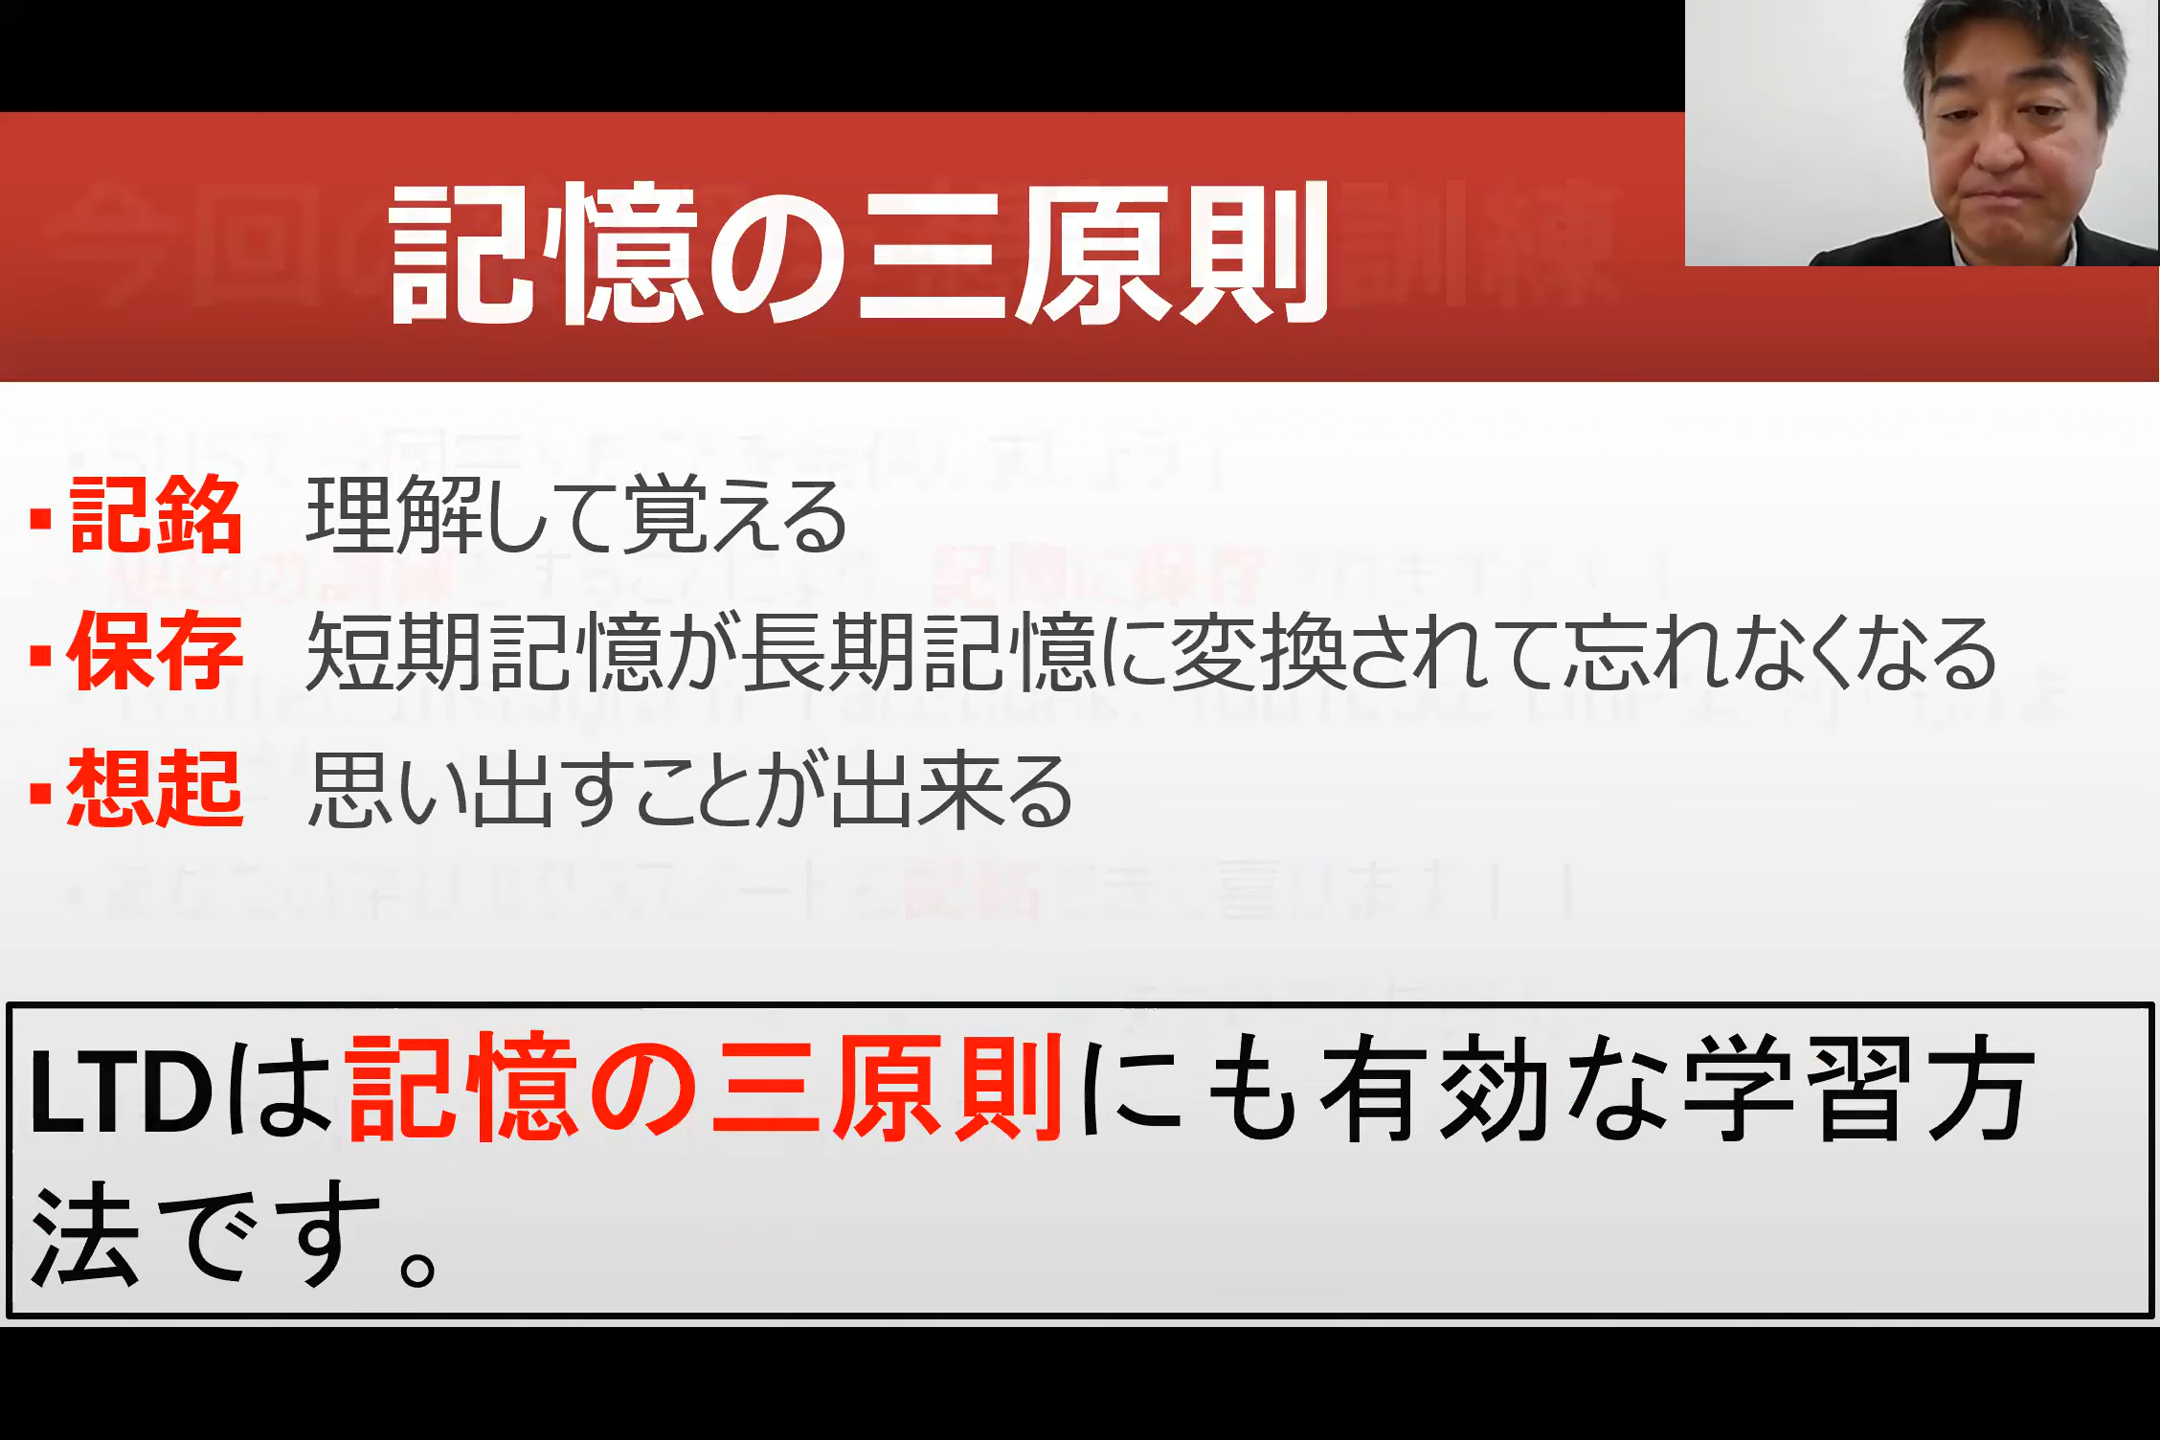 記憶の三原則
▪記銘 理解して覚える
▪保存 短期記憶が長期記憶に変換されて忘れなくなる
▪想起 思い出すことが出来る
LTDは記憶の三原則にも有効な学習方
法です。